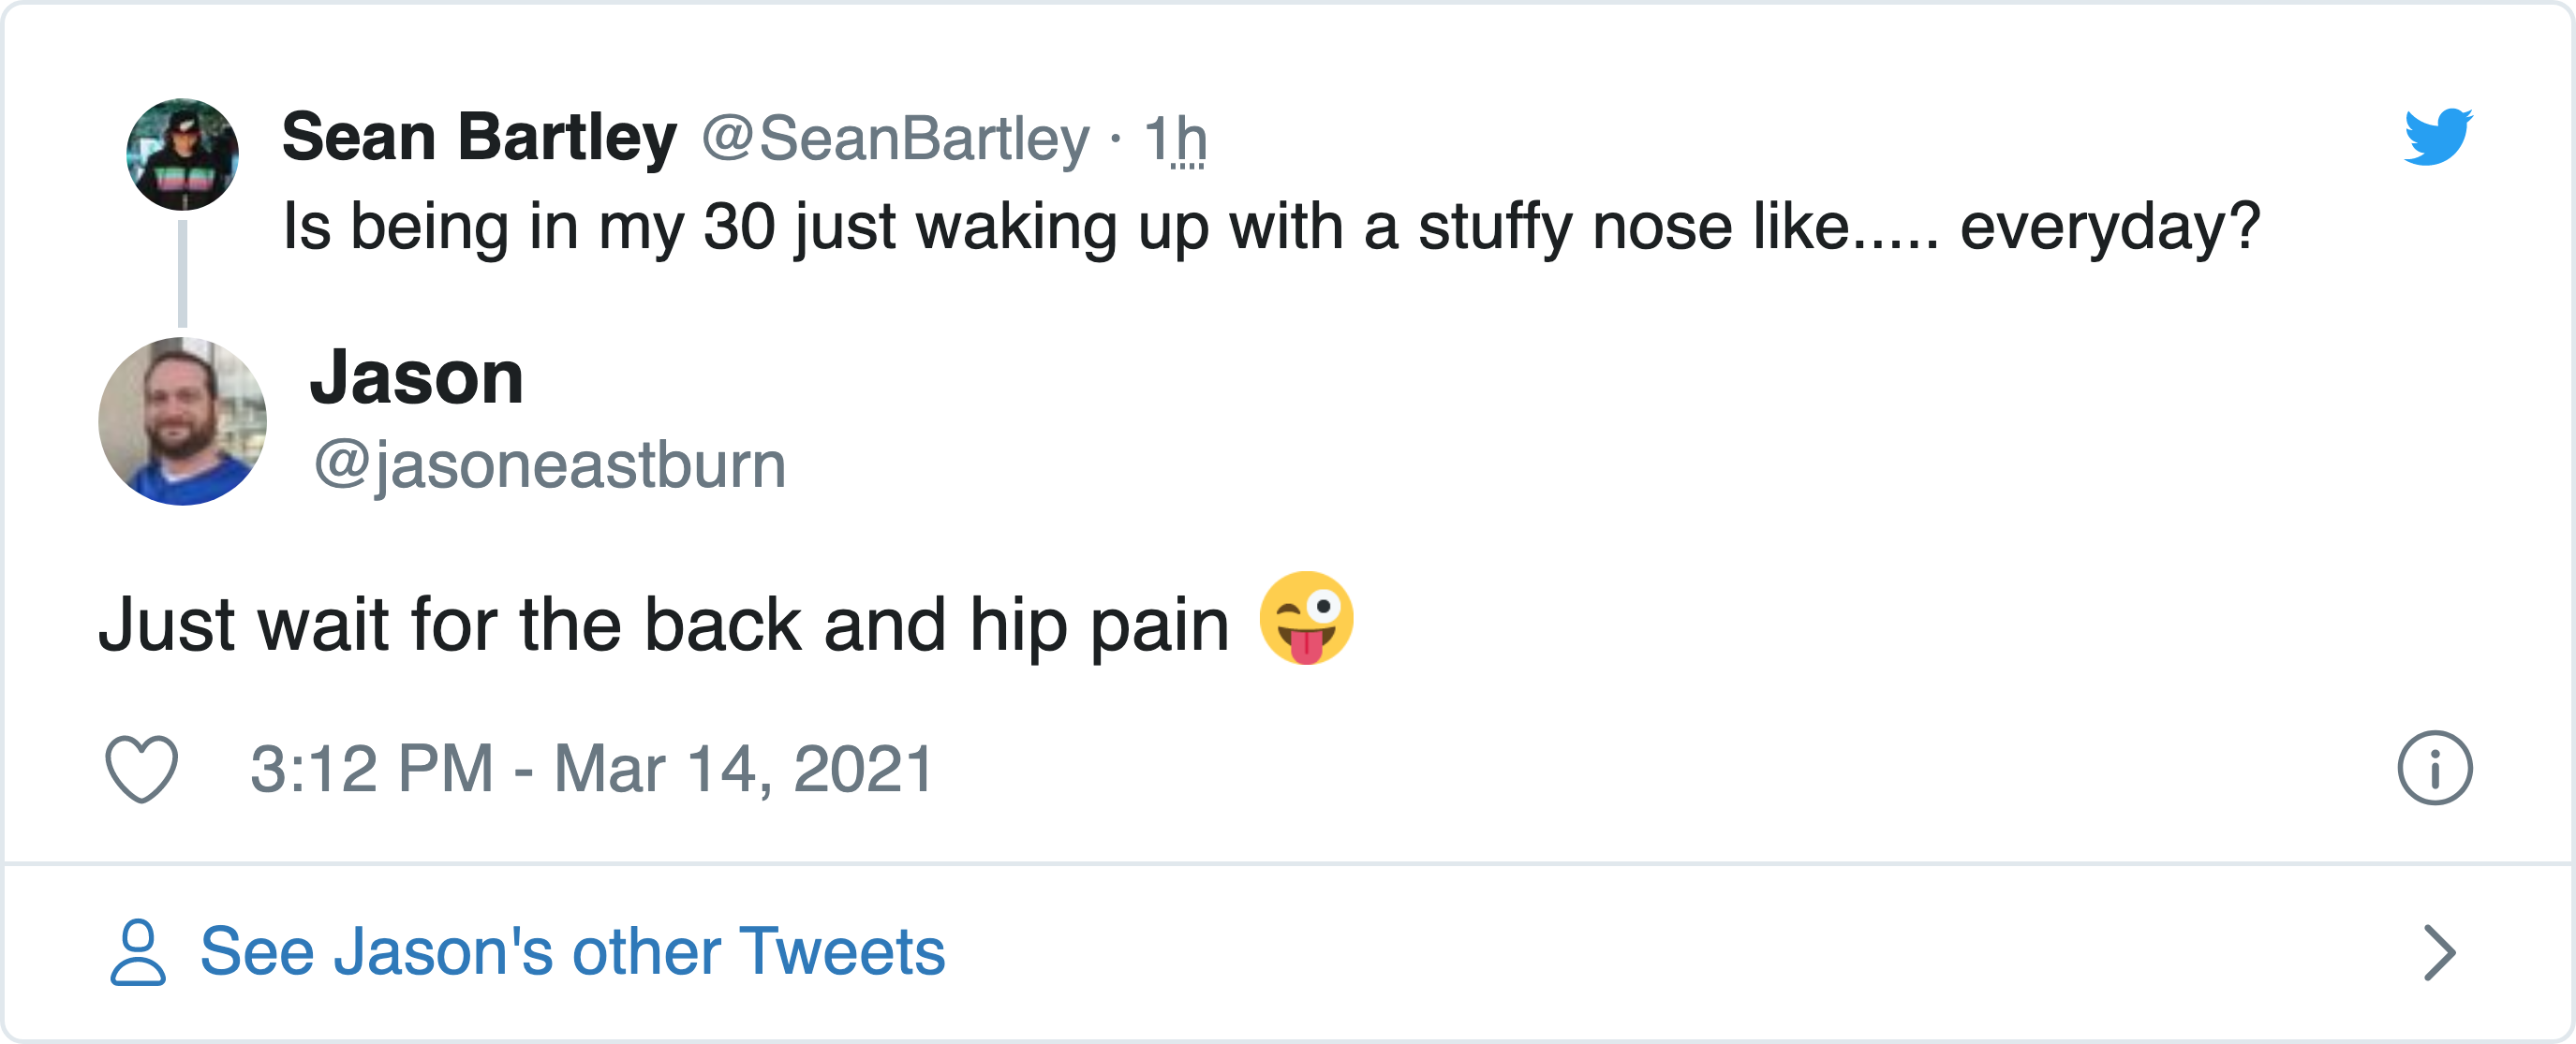 Sean Bartley @SeanBartley · 1h
Is being in my 30 just waking up with a stuffy nose like..... everyday?
Jason
@jasoneastburn
Just wait for the back and hip pain 😜
3:12 PM - Mar 14, 2021
See Jason's other Tweets